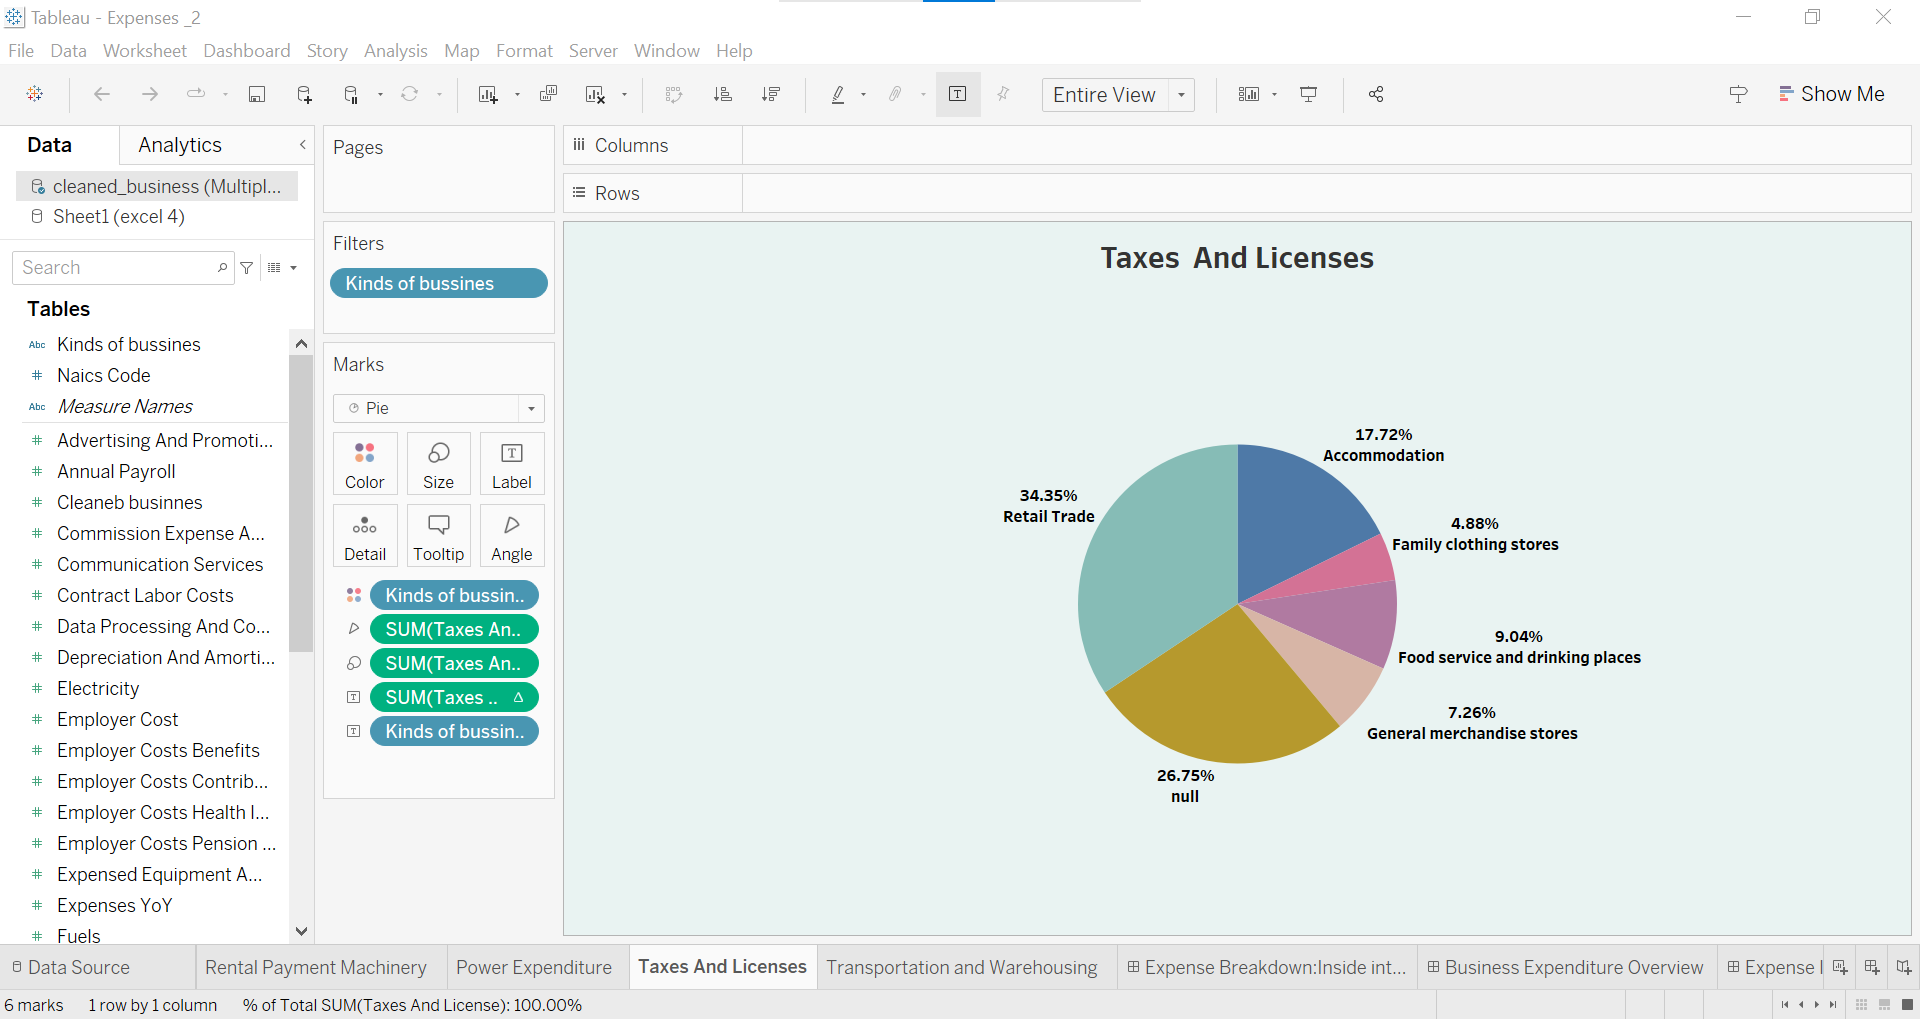 Tableau - Expenses _2
File Data Worksheet Dashboard Story Analysis Map Format Server Window Help
Entire View
Show Me
Data Analytics
cleaned_business (Multipl...
Sheet1 (excel 4)
Search
Tables
Abc Kinds of bussines
# Naics Code
Abc Measure Names
# Advertising And Promoti...
# Annual Payroll
# Cleaneb businnes
# Commission Expense A...
# Communication Services
# Contract Labor Costs
# Data Processing And Co...
# Depreciation And Amorti...
# Electricity
# Employer Cost
# Employer Costs Benefits
# Employer Costs Contrib...
# Employer Costs Health I...
# Employer Costs Pension ...
# Expensed Equipment A...
# Expenses YoY
# Fuels
Pages
Filters
Kinds of bussines
Marks
Pie
Color Size Label
Detail Tooltip Angle
Kinds of bussin..
SUM(Taxes An..
SUM(Taxes An..
SUM(Taxes .. Δ
Kinds of bussin..
Columns
Rows
Taxes And Licenses
17.72%
Accommodation
4.88%
Family clothing stores
9.04%
Food service and drinking places
7.26%
General merchandise stores
26.75%
null
34.35%
Retail Trade
Data Source Rental Payment Machinery Power Expenditure Taxes And Licenses Transportation and Warehousing Expense Breakdown:Inside int... Business Expenditure Overview Expense I
6 marks 1 row by 1 column % of Total SUM(Taxes And License): 100.00%